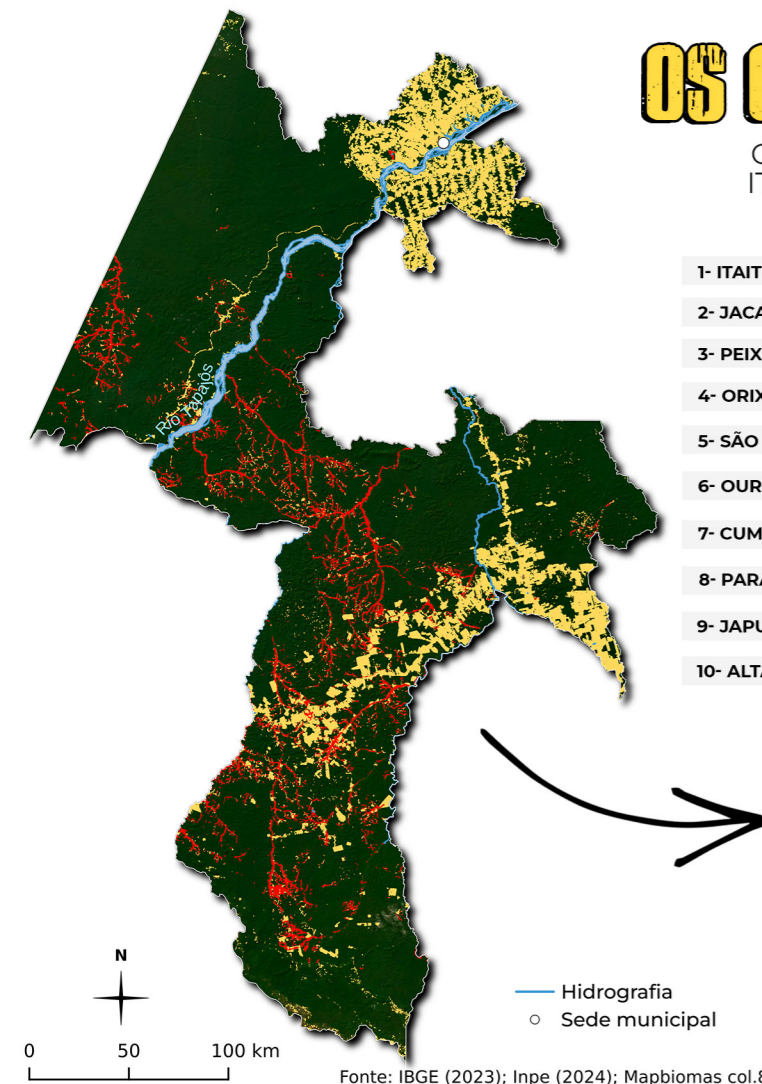 OS
1- ITAIT
2- JACA
3- PEIX
4- ORIX
5- SÃO
6- OUR
7- CUM
8- PARA
9- JAPU
10- ALTA
Rio Tapajós
N
0 50 100 km
Hidrografia
Sede municipal
Fonte: IBGE (2023); Inpe (2024); Mapbiomas col.8